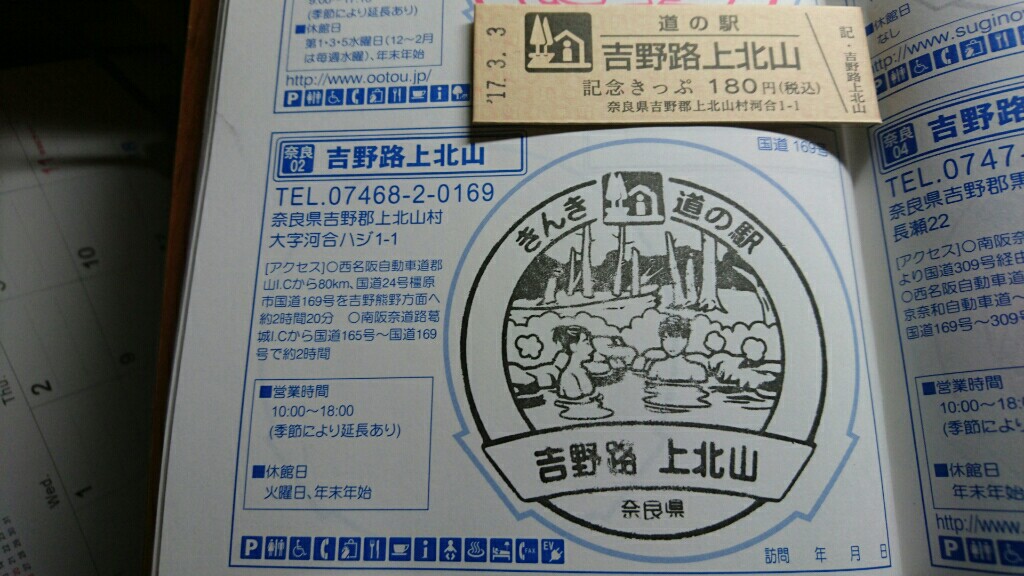 (季節により延長あり)
■休館日
第1・3・5水曜日(12～2月
は毎週水曜)、年末年始
http://www.ootou.jp/
'17.3.3
道の駅
吉野路上北山
記念きっぷ 180円(税込)
奈良県吉野郡上北山村河合1-1
記・吉野路上北山
奈良
02
吉野路上北山
TEL.07468-2-0169
奈良県吉野郡上北山村
大字河合ハジ1-1
[アクセス]〇西名阪自動車道郡
山I.Cから80km、国道24号橿原
市国道169号を吉野熊野方面へ
約2時間20分 〇南阪奈道路葛
城I.Cから国道165号～国道169
号で約2時間
■営業時間
10:00～18:00
(季節により延長あり)
■休館日
火曜日、年末年始
国道169号
きんき 道の駅
吉野路 上北山
奈良県
訪問 年 月 日
■休館日
なし
奈良
04
吉野路
TEL.0747-
奈良県吉野郡黒
長瀬22
[アクセス]〇南阪奈
より国道309号経由
〇西名阪自動車道～
京奈和自動車道～
国道169号～309号
■営業時間
10:00～18:00
(季節により延
■休館日
年末年始
http://www.
Thu.
Wed.
10
9
2
1